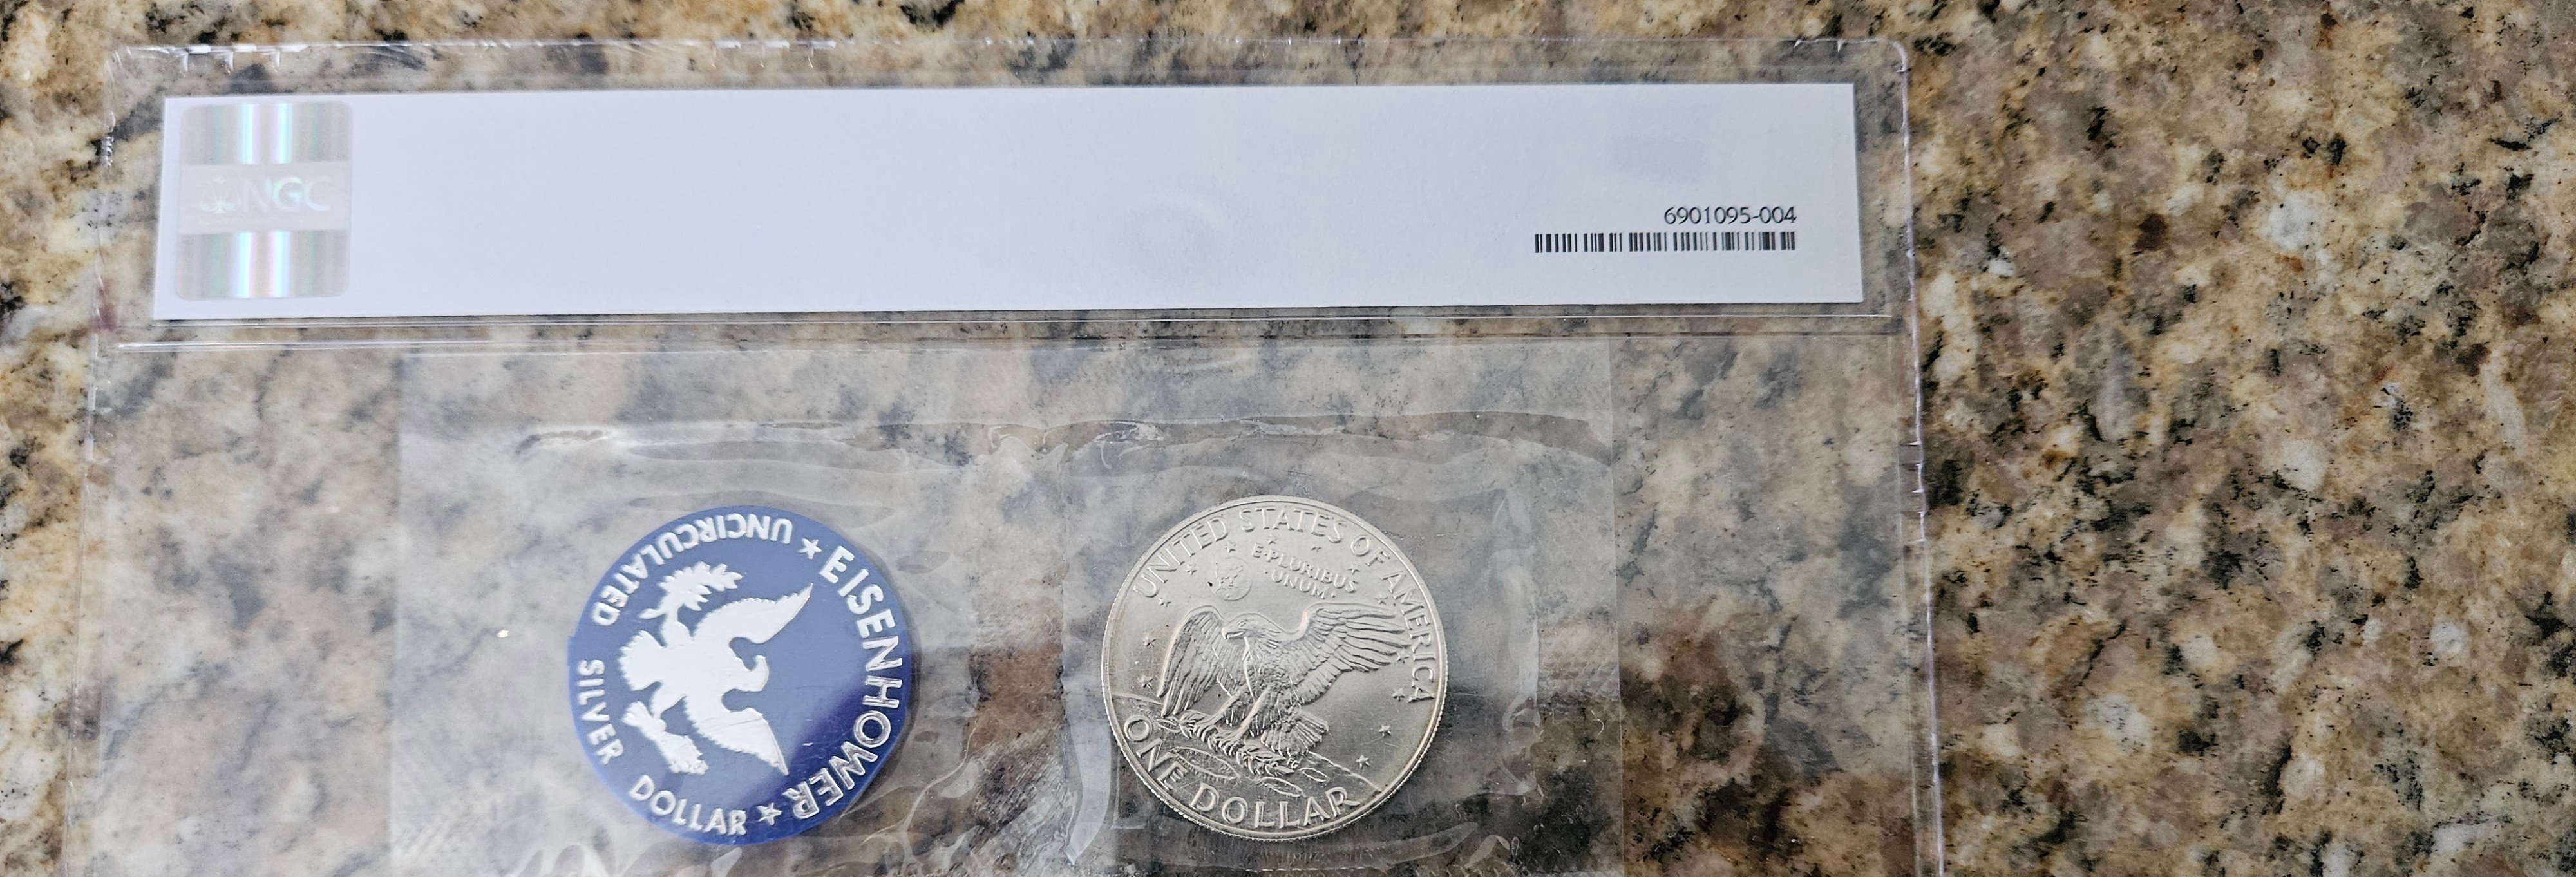 NGC
6901095-004
EISENHOWER
UNCIRCULATED SILVER DOLLAR
UNITED STATES OF AMERICA
E·PLURIBUS
·UNUM·
ONE DOLLAR